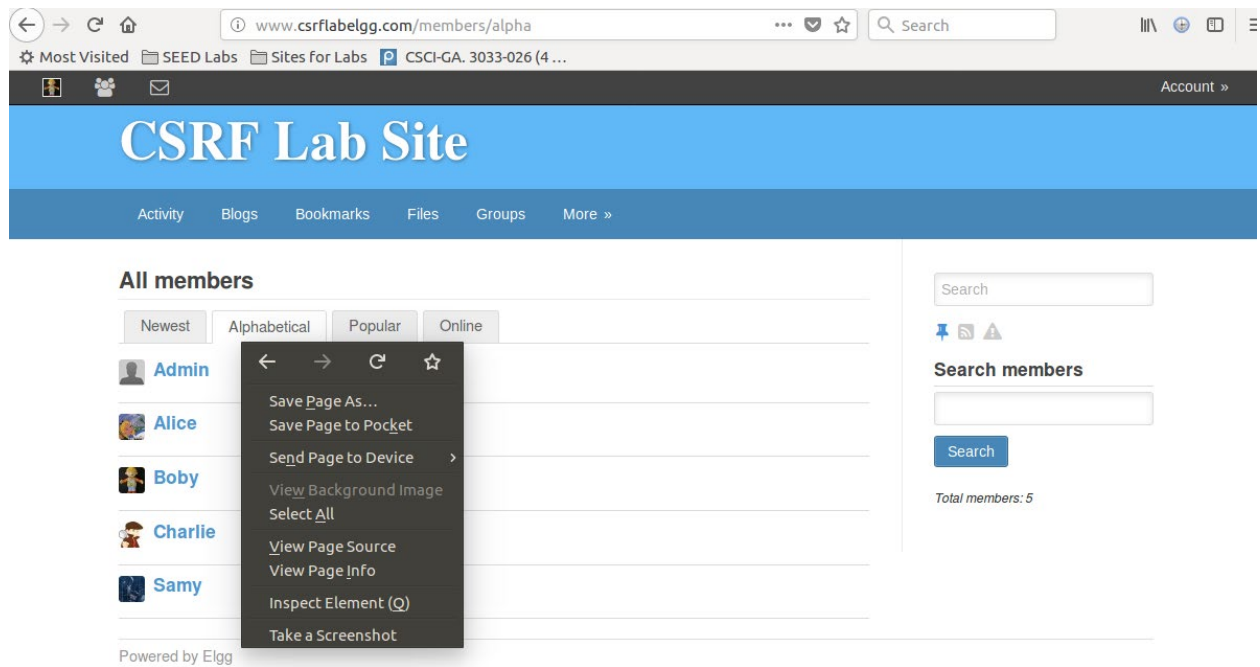 www.csrflabelgg.com/members/alpha
Search
Most Visited SEED Labs Sites for Labs CSCI-GA. 3033-026 (4 ...
Account »
CSRF Lab Site
Activity Blogs Bookmarks Files Groups More »
All members
Search
Newest Alphabetical Popular Online
Admin
Alice
Boby
Charlie
Samy
Save Page As...
Save Page to Pocket
Send Page to Device
View Background Image
Select All
View Page Source
View Page Info
Inspect Element (Q)
Take a Screenshot
Search members
Search
Total members: 5
Powered by Elgg